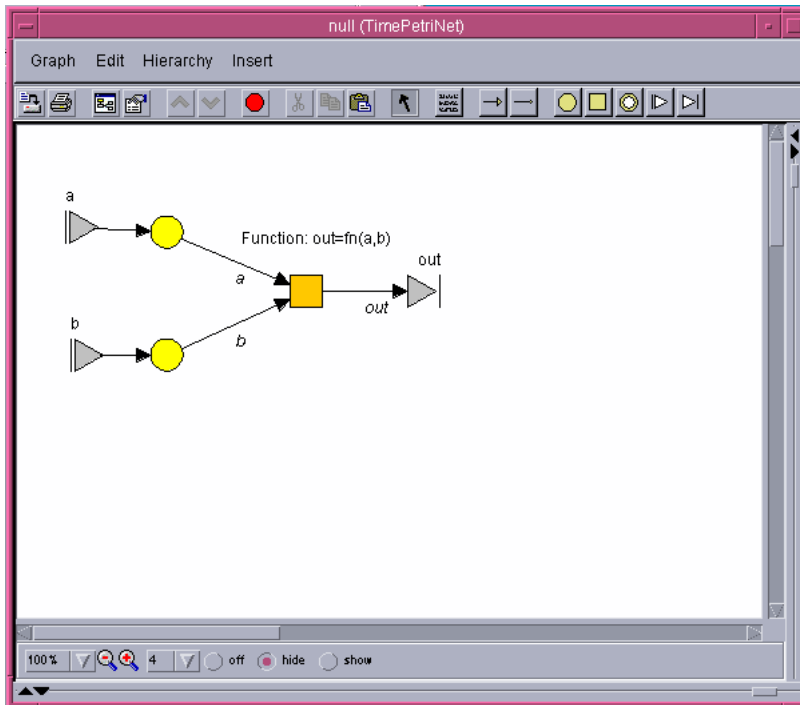 null (TimePetriNet)
Graph Edit Hierarchy Insert
a
Function: out=fn(a,b)
out
a
out
b
b
100% 4 off hide show